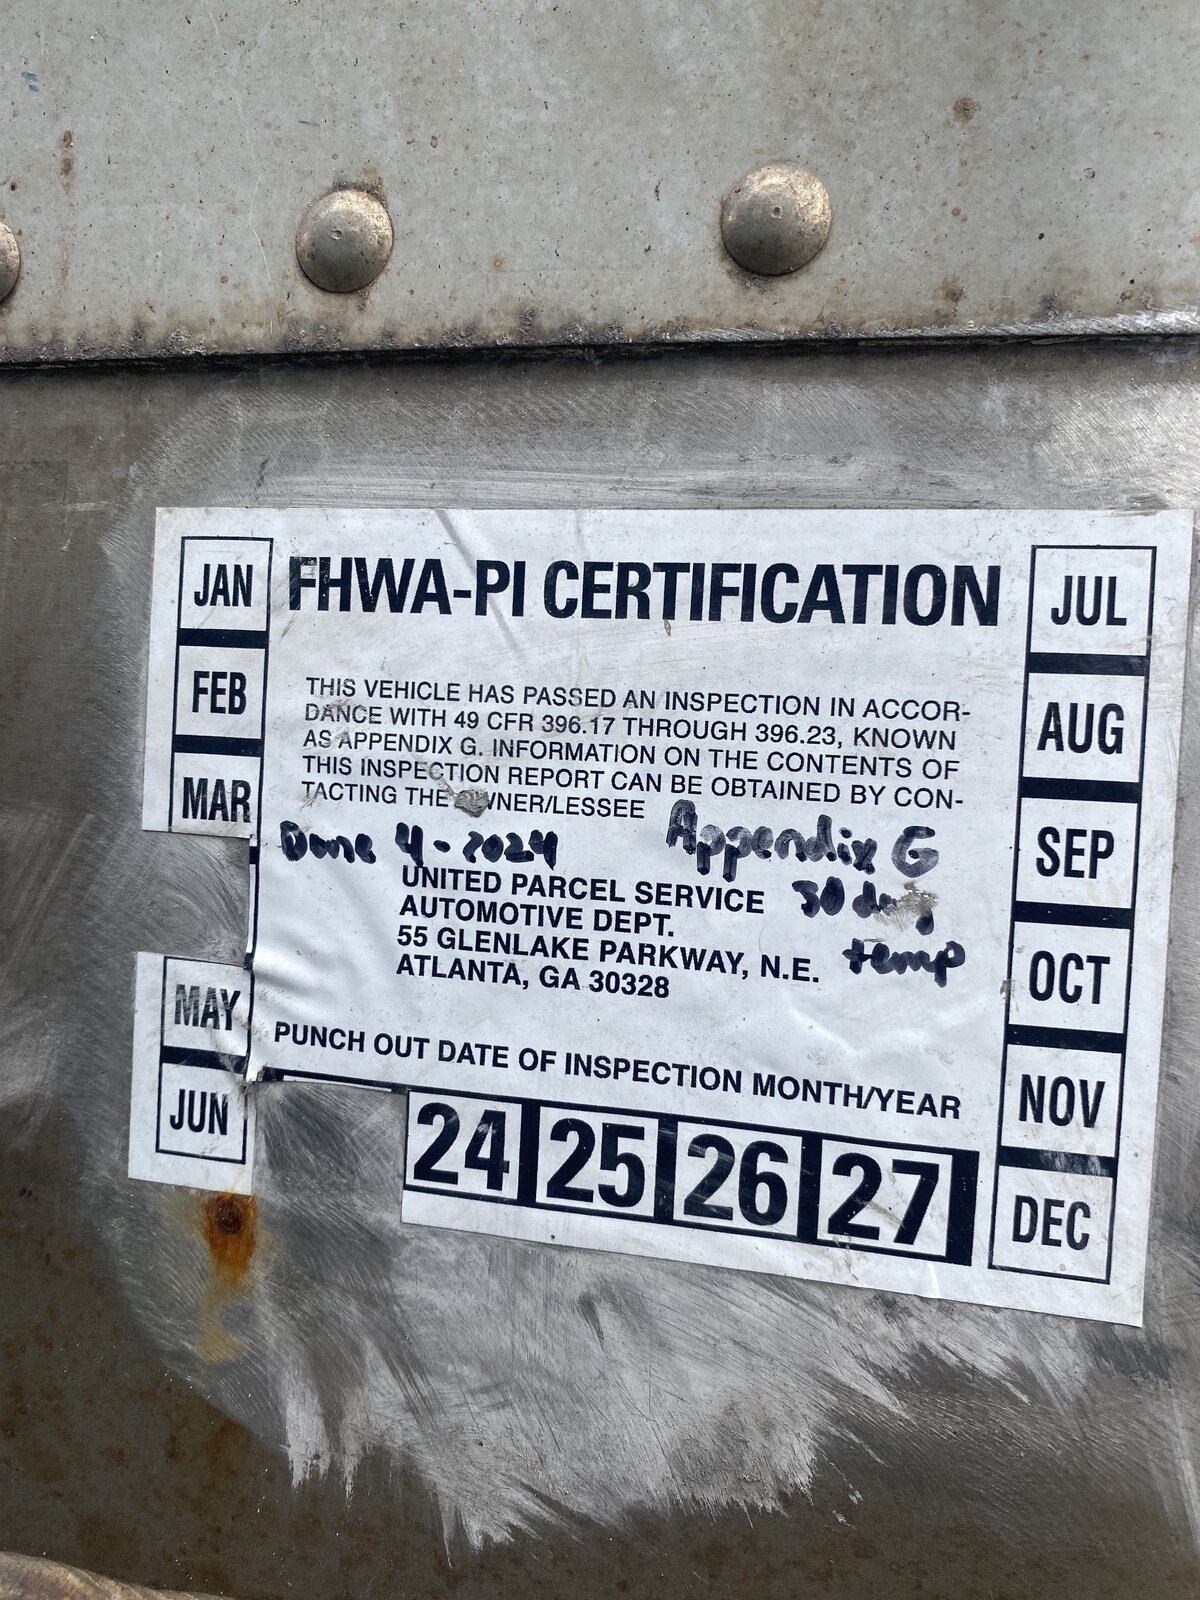 JAN
FEB
MAR
MAY
JUN
FHWA-PI CERTIFICATION
THIS VEHICLE HAS PASSED AN INSPECTION IN ACCOR-
DANCE WITH 49 CFR 396.17 THROUGH 396.23, KNOWN
AS APPENDIX G. INFORMATION ON THE CONTENTS OF
THIS INSPECTION REPORT CAN BE OBTAINED BY CON-
TACTING THE OWNER/LESSEE
Done 4-2024
Appendix G
30 day
temp
UNITED PARCEL SERVICE
AUTOMOTIVE DEPT.
55 GLENLAKE PARKWAY, N.E.
ATLANTA, GA 30328
PUNCH OUT DATE OF INSPECTION MONTH/YEAR
24 25 26 27
JUL
AUG
SEP
OCT
NOV
DEC